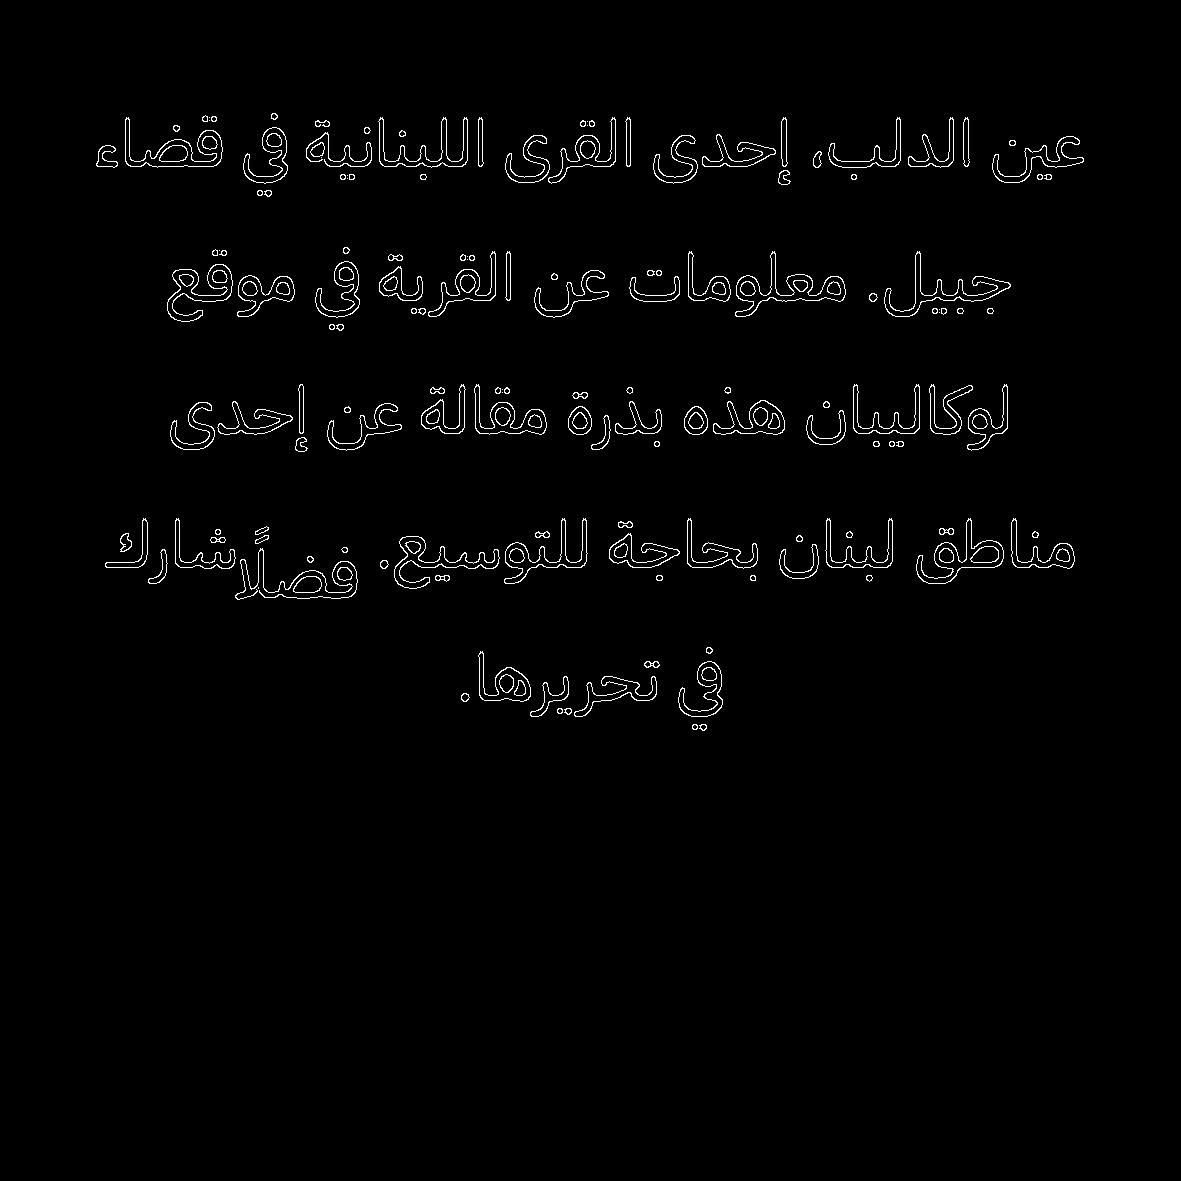 عين الدلب، إحدى القرى اللبنانية في قضاء
جبيل. معلومات عن القرية في موقع
لوكاليبان هذه بذرة مقالة عن إحدى
مناطق لبنان بحاجة للتوسيع. فضلًا شارك
في تحريرها.